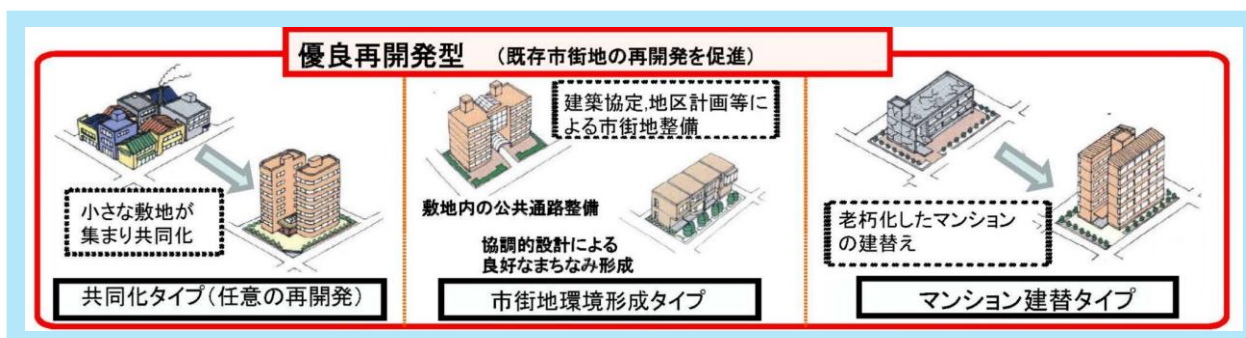 優良再開発型 （既存市街地の再開発を促進）
小さな敷地が
集まり共同化
共同化タイプ（任意の再開発）
建築協定,地区計画等に
よる市街地整備
敷地内の公共通路整備
協調的設計による
良好なまちなみ形成
市街地環境形成タイプ
老朽化したマンション
の建替え
マンション建替タイプ